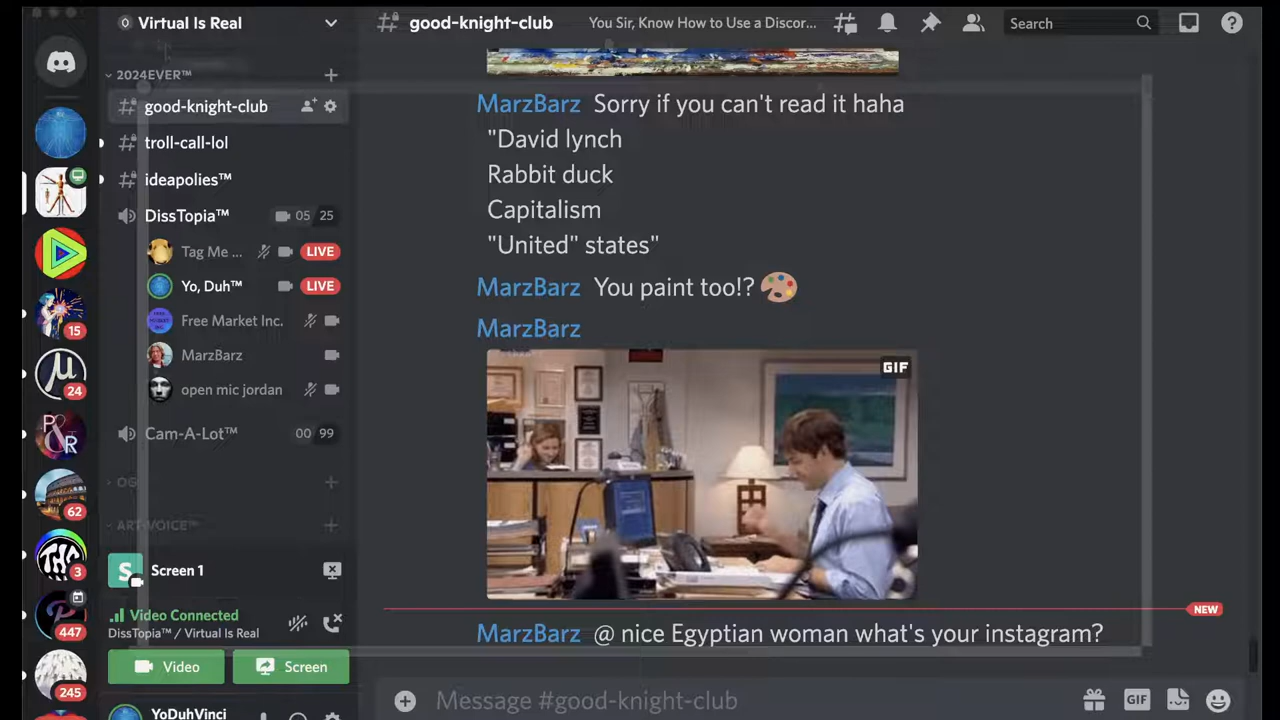 Virtual Is Real
good-knight-club
You Sir, Know How to Use a Discor...
Search
2024EVER™
good-knight-club
troll-call-lol
ideapolies™
DissTopia™ 05 25
Tag Me ... LIVE
Yo, Duh™ LIVE
Free Market Inc.
MarzBarz
open mic jordan
Cam-A-Lot™ 00 99
OG
ART-VOICE™
Screen 1
Video Connected
DissTopia™ / Virtual Is Real
Video
Screen
YoDuhVinci
15
24
P&R
62
THC
3
447
245
MarzBarz Sorry if you can't read it haha
"David lynch
Rabbit duck
Capitalism
"United" states"
MarzBarz You paint too!?
MarzBarz
GIF
NEW
MarzBarz @ nice Egyptian woman what's your instagram?
Message #good-knight-club
GIF